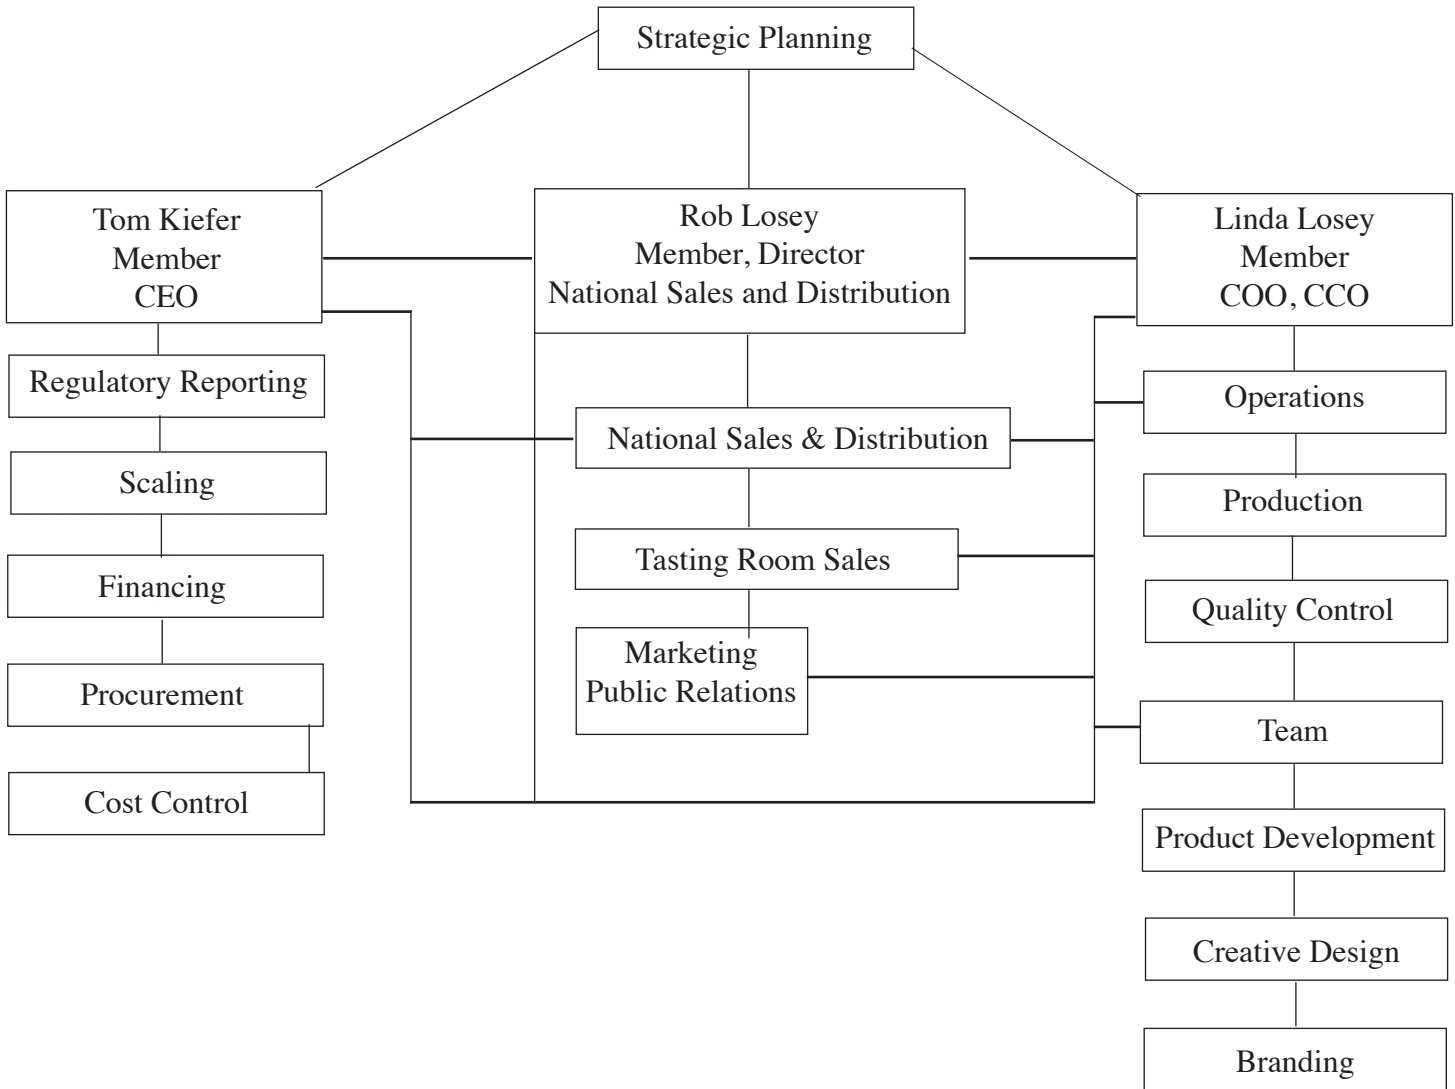 Strategic Planning
Tom Kiefer
Member
CEO
Rob Losey
Member, Director
National Sales and Distribution
Linda Losey
Member
COO, CCO
Regulatory Reporting
Scaling
Financing
Procurement
Cost Control
National Sales & Distribution
Tasting Room Sales
Marketing
Public Relations
Operations
Production
Quality Control
Team
Product Development
Creative Design
Branding